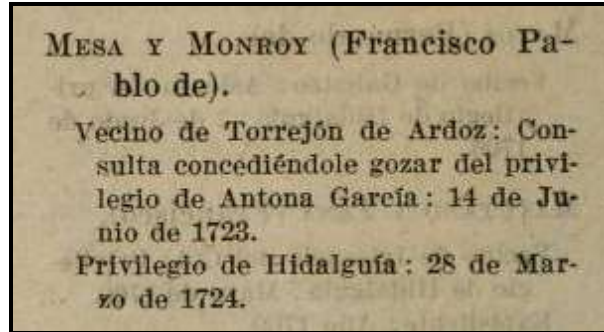 MESA Y MONROY (Francisco Pa-
blo de).
Vecino de Torrejón de Ardoz: Con-
sulta concediéndole gozar del privi-
legio de Antona García: 14 de Ju-
nio de 1723.
Privilegio de Hidalguía: 28 de Mar-
zo de 1724.